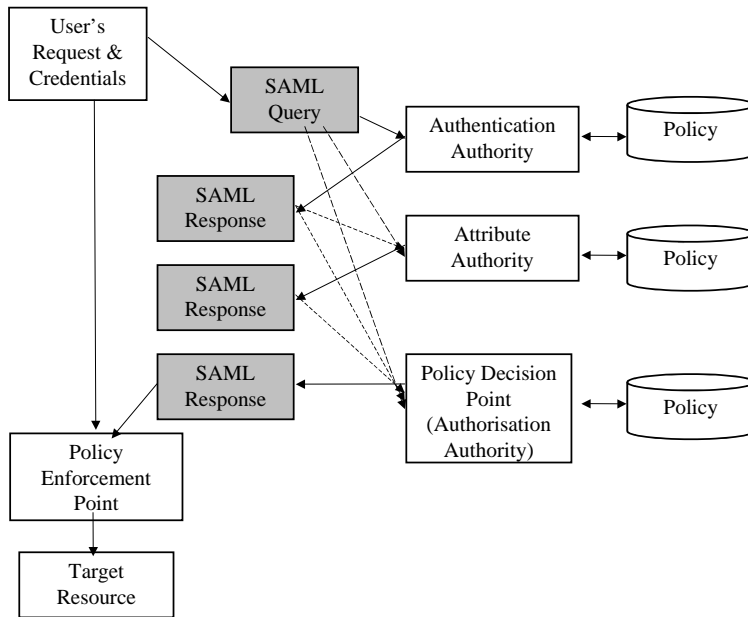 User's
Request &
Credentials
SAML
Query
Authentication
Authority
Policy
SAML
Response
Attribute
Authority
Policy
SAML
Response
SAML
Response
Policy Decision
Point
(Authorisation
Authority)
Policy
Policy
Enforcement
Point
Target
Resource